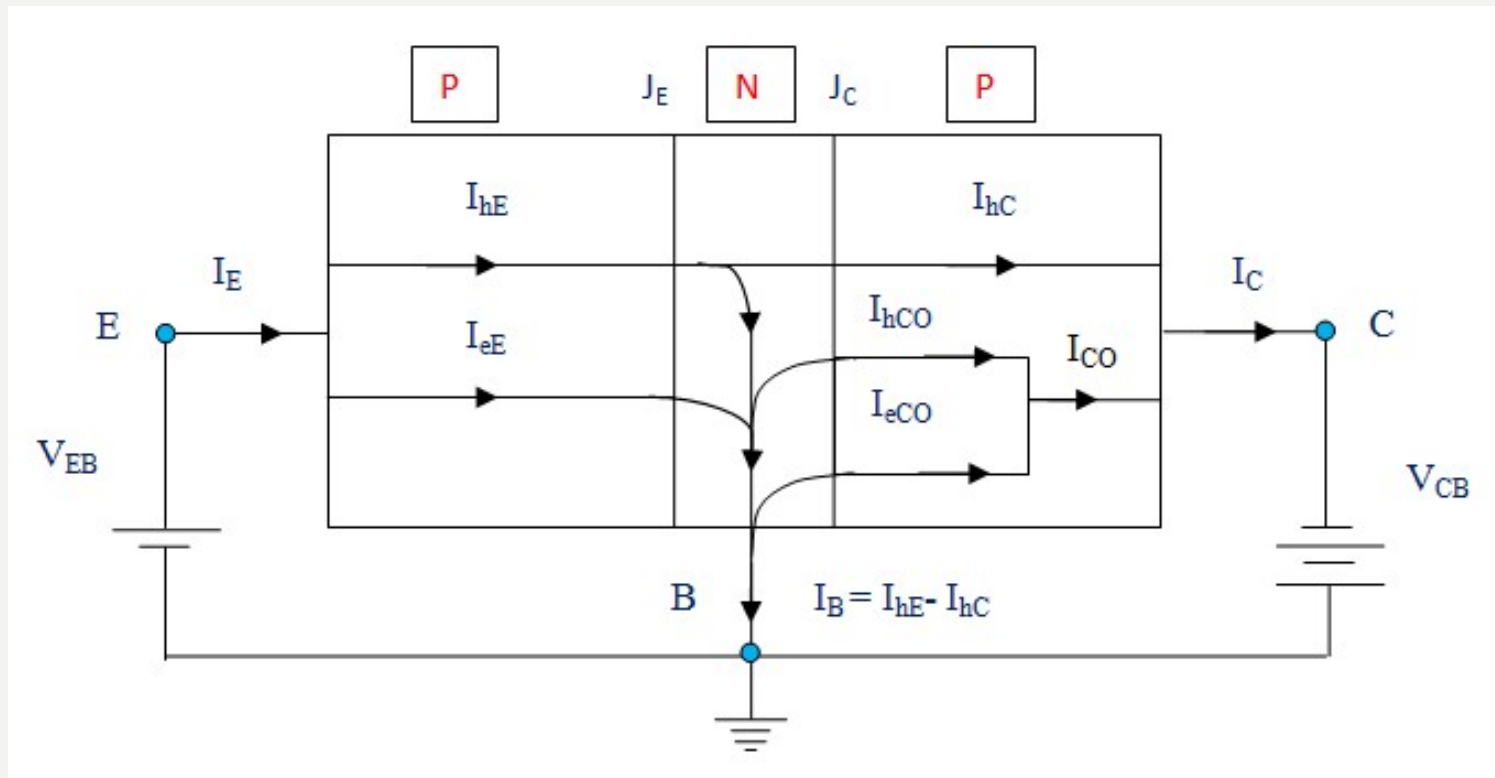 P J_E N J_C P
I_hE I_hC
I_E I_C
I_hCO
E I_eE I_CO C
I_eCO
V_EB V_CB
B I_B = I_hE- I_hC